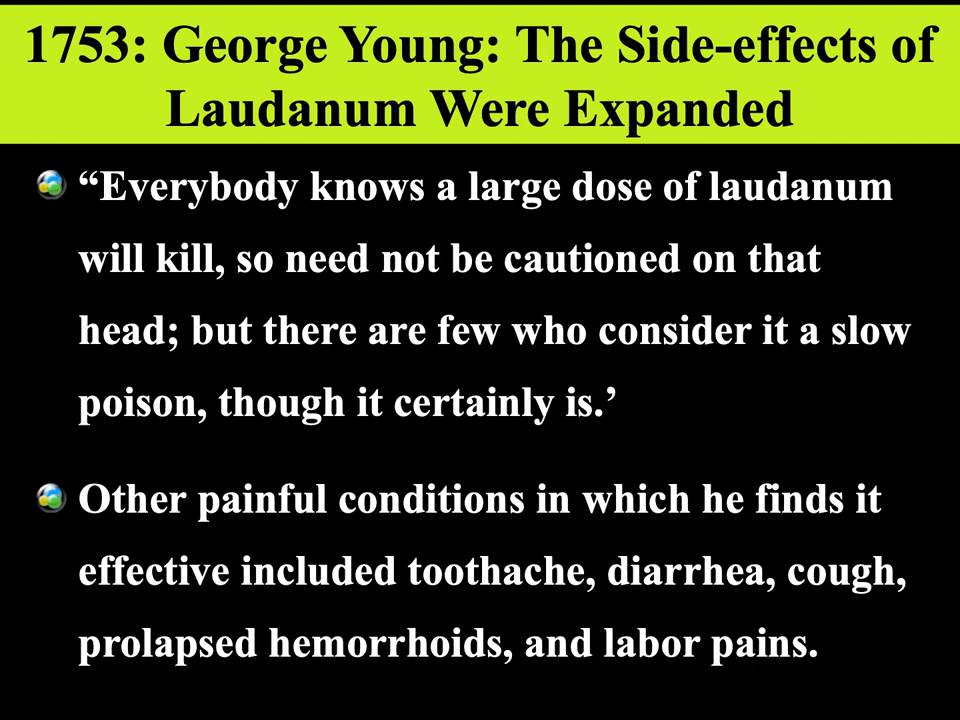 1753: George Young: The Side-effects of
Laudanum Were Expanded
“Everybody knows a large dose of laudanum
will kill, so need not be cautioned on that
head; but there are few who consider it a slow
poison, though it certainly is.’
Other painful conditions in which he finds it
effective included toothache, diarrhea, cough,
prolapsed hemorrhoids, and labor pains.